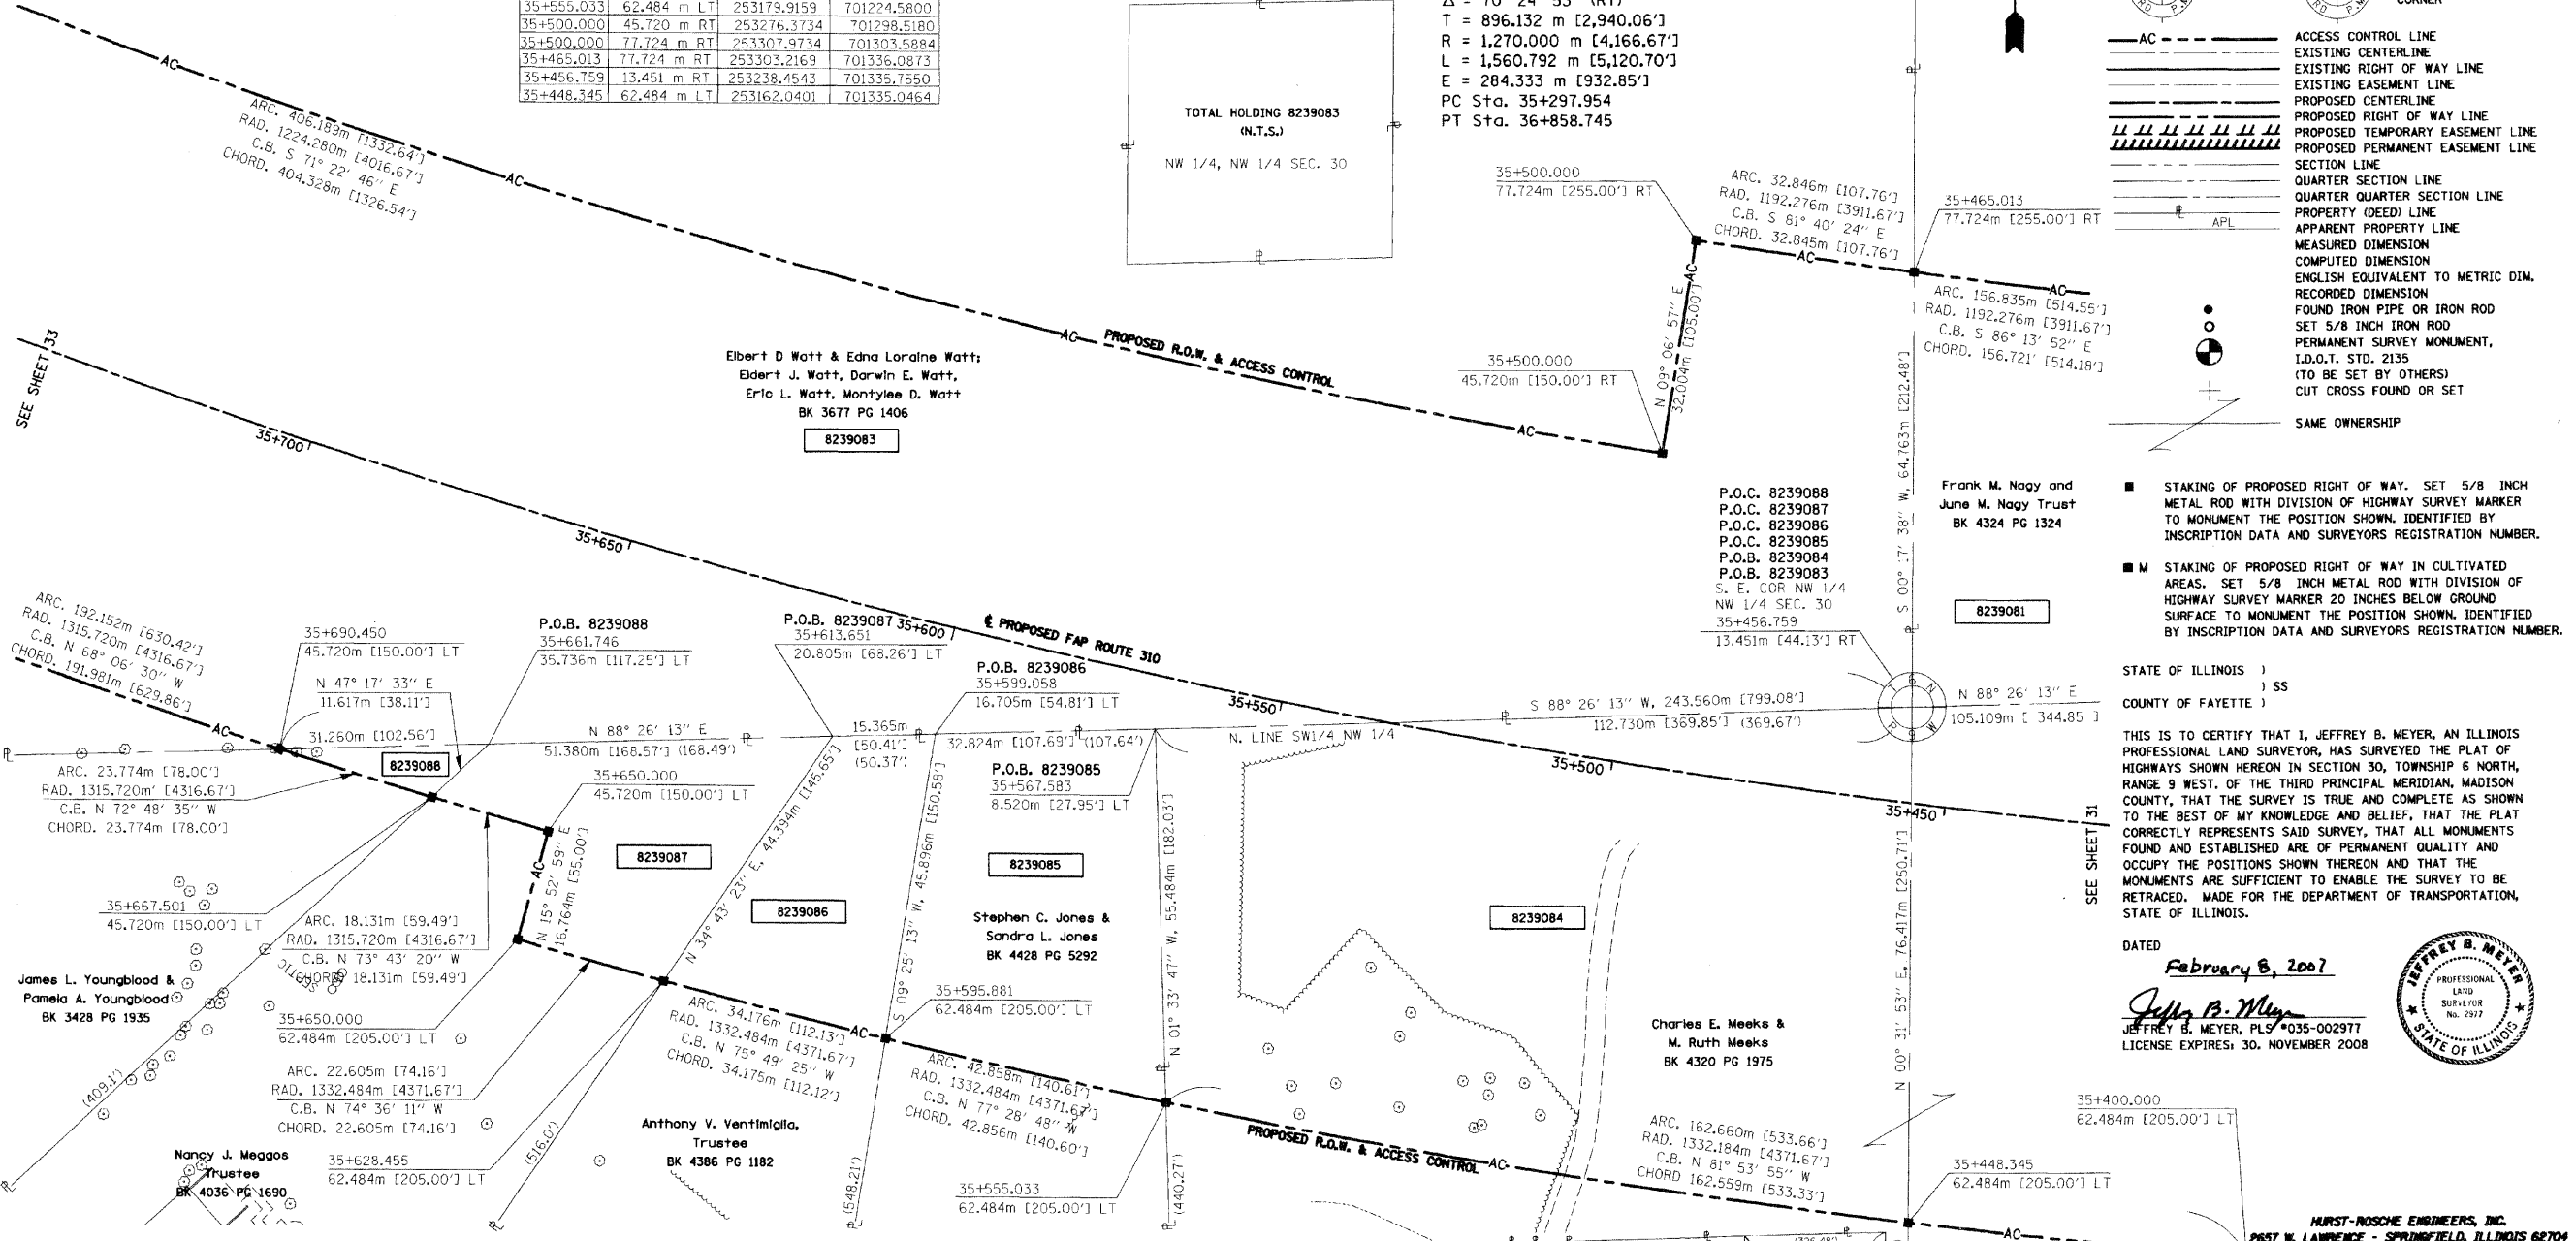 35+555.033 62.484 m LT 253179.9159 701224.5800
35+500.000 45.720 m RT 253276.3734 701298.5180
35+500.000 77.724 m RT 253307.9734 701303.5884
35+465.013 77.724 m RT 253303.2169 701336.0873
35+456.759 13.451 m RT 253238.4543 701335.7550
35+448.345 62.484 m LT 253162.0401 701335.0464
TOTAL HOLDING 8239083
(N.T.S.)
NW 1/4, NW 1/4 SEC. 30
Δ = 70° 24' 53" (RT)
T = 896.132 m [2,940.06']
R = 1,270.000 m [4,166.67']
L = 1,560.792 m [5,120.70']
E = 284.333 m [932.85']
PC Sta. 35+297.954
PT Sta. 36+858.745
CORNER
AC ACCESS CONTROL LINE
EXISTING CENTERLINE
EXISTING RIGHT OF WAY LINE
EXISTING EASEMENT LINE
PROPOSED CENTERLINE
PROPOSED RIGHT OF WAY LINE
PROPOSED TEMPORARY EASEMENT LINE
PROPOSED PERMANENT EASEMENT LINE
SECTION LINE
QUARTER SECTION LINE
QUARTER QUARTER SECTION LINE
PROPERTY (DEED) LINE
APL APPARENT PROPERTY LINE
MEASURED DIMENSION
COMPUTED DIMENSION
ENGLISH EQUIVALENT TO METRIC DIM.
RECORDED DIMENSION
FOUND IRON PIPE OR IRON ROD
SET 5/8 INCH IRON ROD
PERMANENT SURVEY MONUMENT,
I.D.O.T. STD. 2135
(TO BE SET BY OTHERS)
CUT CROSS FOUND OR SET
SAME OWNERSHIP
■ STAKING OF PROPOSED RIGHT OF WAY. SET 5/8 INCH
METAL ROD WITH DIVISION OF HIGHWAY SURVEY MARKER
TO MONUMENT THE POSITION SHOWN. IDENTIFIED BY
INSCRIPTION DATA AND SURVEYORS REGISTRATION NUMBER.
■ M STAKING OF PROPOSED RIGHT OF WAY IN CULTIVATED
AREAS. SET 5/8 INCH METAL ROD WITH DIVISION OF
HIGHWAY SURVEY MARKER 20 INCHES BELOW GROUND
SURFACE TO MONUMENT THE POSITION SHOWN. IDENTIFIED
BY INSCRIPTION DATA AND SURVEYORS REGISTRATION NUMBER.
STATE OF ILLINOIS )
) SS
COUNTY OF FAYETTE )
THIS IS TO CERTIFY THAT I, JEFFREY B. MEYER, AN ILLINOIS
PROFESSIONAL LAND SURVEYOR, HAS SURVEYED THE PLAT OF
HIGHWAYS SHOWN HEREON IN SECTION 30, TOWNSHIP 6 NORTH,
RANGE 9 WEST. OF THE THIRD PRINCIPAL MERIDIAN, MADISON
COUNTY, THAT THE SURVEY IS TRUE AND COMPLETE AS SHOWN
TO THE BEST OF MY KNOWLEDGE AND BELIEF, THAT THE PLAT
CORRECTLY REPRESENTS SAID SURVEY, THAT ALL MONUMENTS
FOUND AND ESTABLISHED ARE OF PERMANENT QUALITY AND
OCCUPY THE POSITIONS SHOWN THEREON AND THAT THE
MONUMENTS ARE SUFFICIENT TO ENABLE THE SURVEY TO BE
RETRACED. MADE FOR THE DEPARTMENT OF TRANSPORTATION,
STATE OF ILLINOIS.
DATED
February 8, 2007
Jeffrey B. Meyer
JEFFREY B. MEYER, PLS #035-002977
LICENSE EXPIRES: 30. NOVEMBER 2008
JEFFREY B. MEYER
PROFESSIONAL
LAND
SURVEYOR
No. 2977
STATE OF ILLINOIS
HURST-ROSCHE ENGINEERS, INC.
2657 W. LAWRENCE - SPRINGFIELD, ILLINOIS 62704
AC
ARC. 406.189m [1332.64']
RAD. 1224.280m [4016.67']
C.B. S 71° 22' 46" E
CHORD. 404.328m [1326.54']
AC
AC
PROPOSED R.O.W. & ACCESS CONTROL
AC
35+500.000
77.724m [255.00'] RT
ARC. 32.846m [107.76']
RAD. 1192.276m [3911.67']
C.B. S 81° 40' 24" E
CHORD. 32.845m [107.76']
AC
35+465.013
77.724m [255.00'] RT
AC
ARC. 156.835m [514.55']
RAD. 1192.276m [3911.67']
C.B. S 86° 13' 52" E
CHORD. 156.721' [514.18']
35+500.000
45.720m [150.00'] RT
AC
N 09° 06' 57" E
32.004m [105.00']
SEE SHEET 33
35+700
Elbert D Watt & Edna Loraine Watt;
Eldert J. Watt, Darwin E. Watt,
Eric L. Watt, Montylee D. Watt
BK 3677 PG 1406
8239083
35+650
35+600
℄ PROPOSED FAP ROUTE 310
35+550
35+500
35+450
S 00° 17' 38" W, 64.763m [212.48']
P.O.C. 8239088
P.O.C. 8239087
P.O.C. 8239086
P.O.C. 8239085
P.O.B. 8239084
P.O.B. 8239083
S. E. COR NW 1/4
NW 1/4 SEC. 30
35+456.759
13.451m [44.13'] RT
Frank M. Nagy and
June M. Nagy Trust
BK 4324 PG 1324
8239081
S 88° 26' 13" W, 243.560m [799.08']
112.730m [369.85'] (369.67')
N 88° 26' 13" E
105.109m [ 344.85 ]
SEE SHEET 31
ARC. 192.152m [630.42']
RAD. 1315.720m [4316.67']
C.B. N 68° 06' 30" W
CHORD. 191.981m [629.86']
AC
35+690.450
45.720m [150.00'] LT
N 47° 17' 33" E
11.617m [38.11']
31.260m [102.56']
P.O.B. 8239088
35+661.746
35.736m [117.25'] LT
N 88° 26' 13" E
51.380m [168.57'] (168.49')
P.O.B. 8239087
35+613.651
20.805m [68.26'] LT
15.365m
[50.41']
(50.37')
P.O.B. 8239086
35+599.058
16.705m [54.81'] LT
32.824m [107.69'] (107.64')
N. LINE SW1/4 NW 1/4
P.O.B. 8239085
35+567.583
8.520m [27.95'] LT
8239088
35+650.000
45.720m [150.00'] LT
ARC. 23.774m [78.00']
RAD. 1315.720m' [4316.67']
C.B. N 72° 48' 35" W
CHORD. 23.774m [78.00']
8239087
8239086
8239085
8239084
AC
N 15° 52' 59" E
16.764m [55.00']
N 34° 43' 23" E, 44.394m [145.65']
S 09° 25' 13" W, 45.896m [150.58']
N 01° 33' 47" W, 55.484m [182.03']
N 00° 31' 53" E, 76.417m [250.71']
35+667.501
45.720m [150.00'] LT
ARC. 18.131m [59.49']
RAD. 1315.720m [4316.67']
C.B. N 73° 43' 20" W
CHORD. 18.131m [59.49']
SEPTIC
James L. Youngblood &
Pamela A. Youngblood
BK 3428 PG 1935
35+650.000
62.484m [205.00'] LT
ARC. 22.605m [74.16']
RAD. 1332.484m [4371.67']
C.B. N 74° 36' 11" W
CHORD. 22.605m [74.16']
(409.1')
Nancy J. Meggos
Trustee
BK 4036 PG 1690
35+628.455
62.484m [205.00'] LT
(516.0')
Anthony V. Ventimiglia,
Trustee
BK 4386 PG 1182
ARC. 34.176m [112.13']
RAD. 1332.484m [4371.67']
C.B. N 75° 49' 25" W
CHORD. 34.175m [112.12']
AC
Stephen C. Jones &
Sandra L. Jones
BK 4428 PG 5292
35+595.881
62.484m [205.00'] LT
ARC. 42.858m [140.61']
RAD. 1332.484m [4371.67']
C.B. N 77° 28' 48" W
CHORD. 42.856m [140.60']
(548.21')
35+555.033
62.484m [205.00'] LT
(440.27')
PROPOSED R.O.W. & ACCESS CONTROL
AC
Charles E. Meeks &
M. Ruth Meeks
BK 4320 PG 1975
ARC. 162.660m [533.66']
RAD. 1332.184m [4371.67']
C.B. N 81° 53' 55" W
CHORD 162.559m [533.33']
35+400.000
62.484m [205.00'] LT
35+448.345
62.484m [205.00'] LT
AC